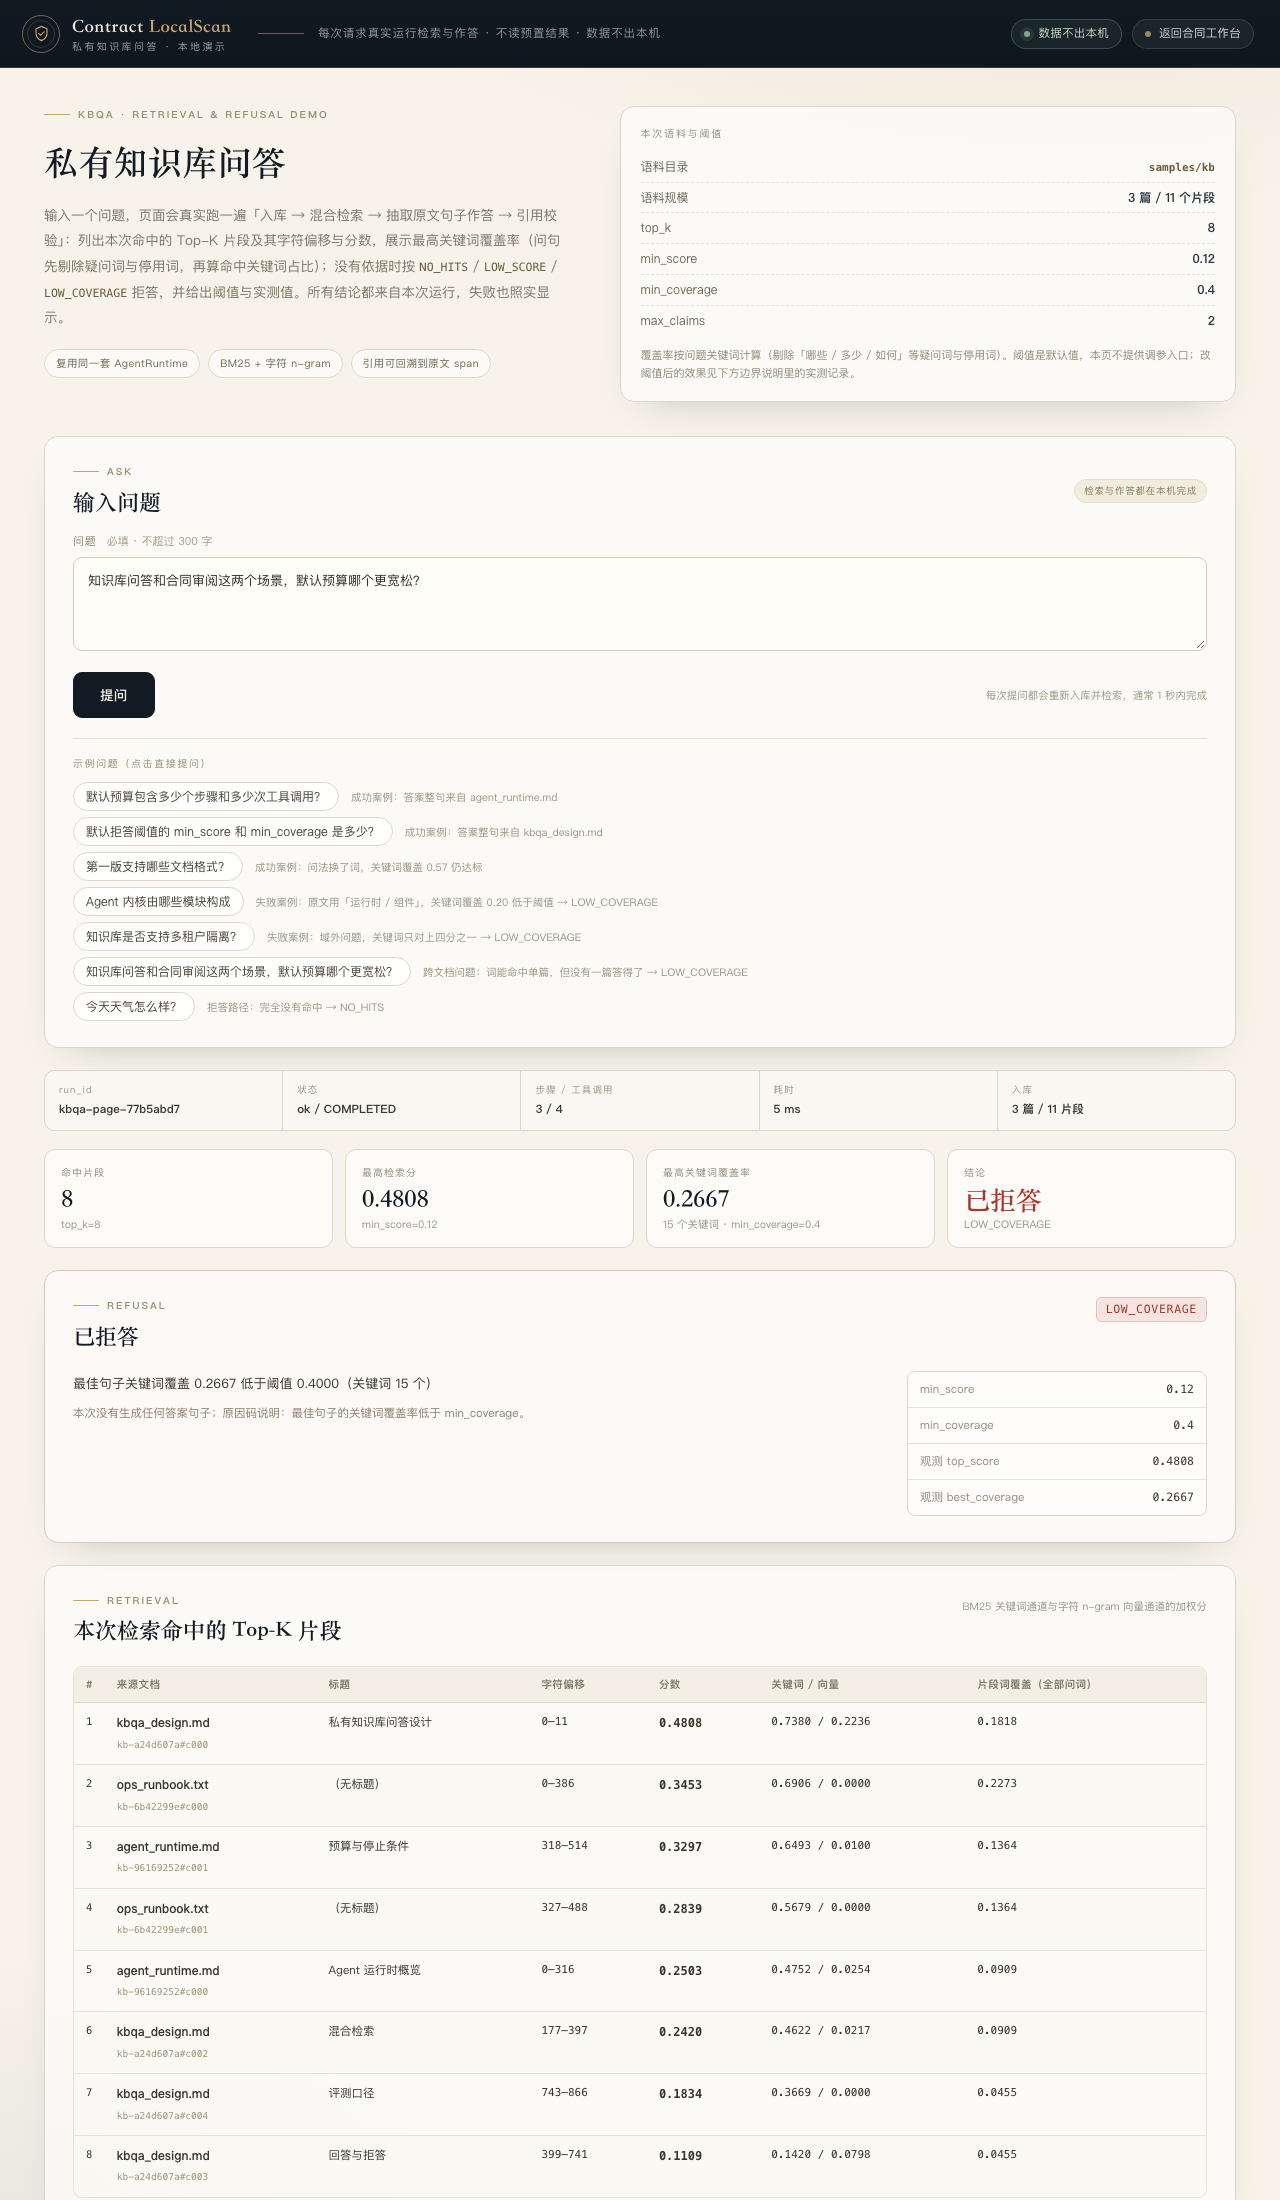 Contract LocalScan
私有知识库问答 · 本地演示
每次请求真实运行检索与作答 · 不读预置结果 · 数据不出本机
数据不出本机
返回合同工作台
KBQA · RETRIEVAL & REFUSAL DEMO
私有知识库问答
输入一个问题，页面会真实跑一遍「入库 → 混合检索 → 抽取原文句子作答 → 引用校
验」：列出本次命中的 Top-K 片段及其字符偏移与分数，展示最高关键词覆盖率（问句
先剔除疑问词与停用词，再算命中关键词占比）；没有依据时按 NO_HITS / LOW_SCORE /
LOW_COVERAGE 拒答，并给出阈值与实测值。所有结论都来自本次运行，失败也照实显
示。
复用同一套 AgentRuntime
BM25 + 字符 n-gram
引用可回溯到原文 span
本次语料与阈值
语料目录 samples/kb
语料规模 3 篇 / 11 个片段
top_k 8
min_score 0.12
min_coverage 0.4
max_claims 2
覆盖率按问题关键词计算（剔除「哪些 / 多少 / 如何」等疑问词与停用词）。阈值是默认值，本页不提供调参入口；改
阈值后的效果见下方边界说明里的实测记录。
ASK
输入问题
检索与作答都在本机完成
问题 必填 · 不超过 300 字
知识库问答和合同审阅这两个场景，默认预算哪个更宽松？
提问
每次提问都会重新入库并检索，通常 1 秒内完成
示例问题（点击直接提问）
默认预算包含多少个步骤和多少次工具调用？ 成功案例：答案整句来自 agent_runtime.md
默认拒答阈值的 min_score 和 min_coverage 是多少？ 成功案例：答案整句来自 kbqa_design.md
第一版支持哪些文档格式？ 成功案例：问法换了词，关键词覆盖 0.57 仍达标
Agent 内核由哪些模块构成 失败案例：原文用「运行时 / 组件」，关键词覆盖 0.20 低于阈值 → LOW_COVERAGE
知识库是否支持多租户隔离？ 失败案例：域外问题，关键词只对上四分之一 → LOW_COVERAGE
知识库问答和合同审阅这两个场景，默认预算哪个更宽松？ 跨文档问题：词能命中单篇，但没有一篇答得了 → LOW_COVERAGE
今天天气怎么样？ 拒答路径：完全没有命中 → NO_HITS
run_id
kbqa-page-77b5abd7
状态
ok / COMPLETED
步骤 / 工具调用
3 / 4
耗时
5 ms
入库
3 篇 / 11 片段
命中片段
8
top_k=8
最高检索分
0.4808
min_score=0.12
最高关键词覆盖率
0.2667
15 个关键词 · min_coverage=0.4
结论
已拒答
LOW_COVERAGE
REFUSAL
已拒答
LOW_COVERAGE
最佳句子关键词覆盖 0.2667 低于阈值 0.4000（关键词 15 个）
本次没有生成任何答案句子；原因码说明：最佳句子的关键词覆盖率低于 min_coverage。
min_score 0.12
min_coverage 0.4
观测 top_score 0.4808
观测 best_coverage 0.2667
RETRIEVAL
本次检索命中的 Top-K 片段
BM25 关键词通道与字符 n-gram 向量通道的加权分
# 来源文档 标题 字符偏移 分数 关键词 / 向量 片段词覆盖（全部问词）
1 kbqa_design.md 私有知识库问答设计 0–11 0.4808 0.7380 / 0.2236 0.1818
kb-a24d607a#c000
2 ops_runbook.txt （无标题） 0–386 0.3453 0.6906 / 0.0000 0.2273
kb-6b42299e#c000
3 agent_runtime.md 预算与停止条件 318–514 0.3297 0.6493 / 0.0100 0.1364
kb-96169252#c001
4 ops_runbook.txt （无标题） 327–488 0.2839 0.5679 / 0.0000 0.1364
kb-6b42299e#c001
5 agent_runtime.md Agent 运行时概览 0–316 0.2503 0.4752 / 0.0254 0.0909
kb-96169252#c000
6 kbqa_design.md 混合检索 177–397 0.2420 0.4622 / 0.0217 0.0909
kb-a24d607a#c002
7 kbqa_design.md 评测口径 743–866 0.1834 0.3669 / 0.0000 0.0455
kb-a24d607a#c004
8 kbqa_design.md 回答与拒答 399–741 0.1109 0.1420 / 0.0798 0.0455
kb-a24d607a#c003